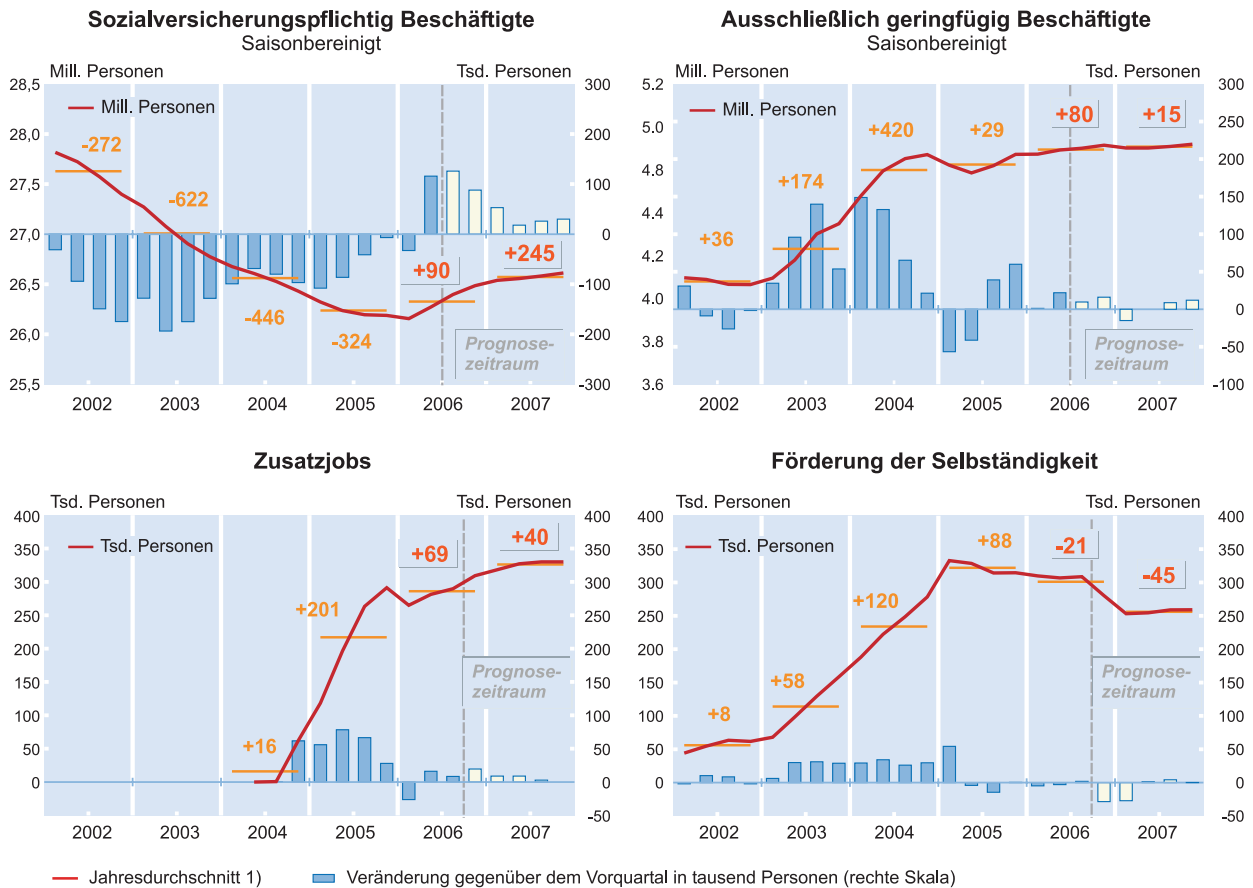 Sozialversicherungspflichtig Beschäftigte
Saisonbereinigt
Mill. Personen
Tsd. Personen
28,5
28,0
27,5
27,0
26,5
26,0
25,5
300
200
100
0
-100
-200
-300
Mill. Personen
-272
-622
-446
-324
+90
+245
Prognose-
zeitraum
2002 2003 2004 2005 2006 2007
Ausschließlich geringfügig Beschäftigte
Saisonbereinigt
Mill. Personen
Tsd. Personen
5.2
5.0
4.8
4.4
4.2
4.0
3.8
3.6
300
250
200
150
100
50
0
-50
-100
Mill. Personen
+36
+174
+420
+29
+80
+15
Prognose-
zeitraum
2002 2003 2004 2005 2006 2007
Zusatzjobs
Tsd. Personen
Tsd. Personen
400
350
300
250
200
150
100
50
0
400
350
300
250
200
150
100
50
0
-50
Tsd. Personen
+16
+201
+69
+40
Prognose-
zeitraum
2002 2003 2004 2005 2006 2007
Förderung der Selbständigkeit
Tsd. Personen
Tsd. Personen
400
350
300
250
200
150
100
50
0
400
350
300
250
200
150
100
50
0
-50
Tsd. Personen
+8
+58
+120
+88
-21
-45
Prognose-
zeitraum
2002 2003 2004 2005 2006 2007
Jahresdurchschnitt 1)
Veränderung gegenüber dem Vorquartal in tausend Personen (rechte Skala)